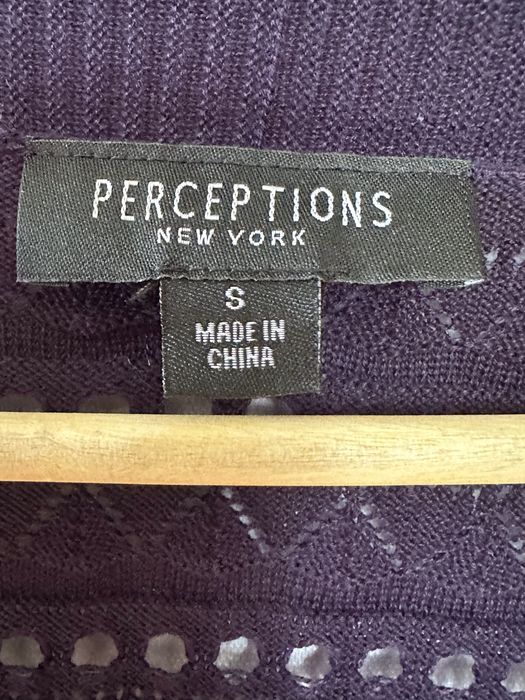 PERCEPTIONS
NEW YORK
S
MADE IN
CHINA